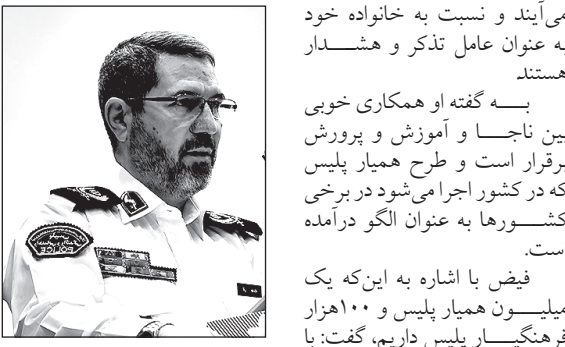 می‌آیند و نسبت به خانواده خود
به عنوان عامل تذکر و هشـــدار
هستند.
بـــه گفته او همکاری خوبی
بین ناجـــا و آموزش و پرورش
برقرار است و طرح همیار پلیس
که در کشور اجرا می‌شود در برخی
کشـــورها به عنوان الگو درآمده
است.
فیض با اشاره به این‌که یک
میلیـــون همیار پلیس و ۱۰۰هزار
فرهنگیـــار پلیس داریم، گفت: با
POLICE